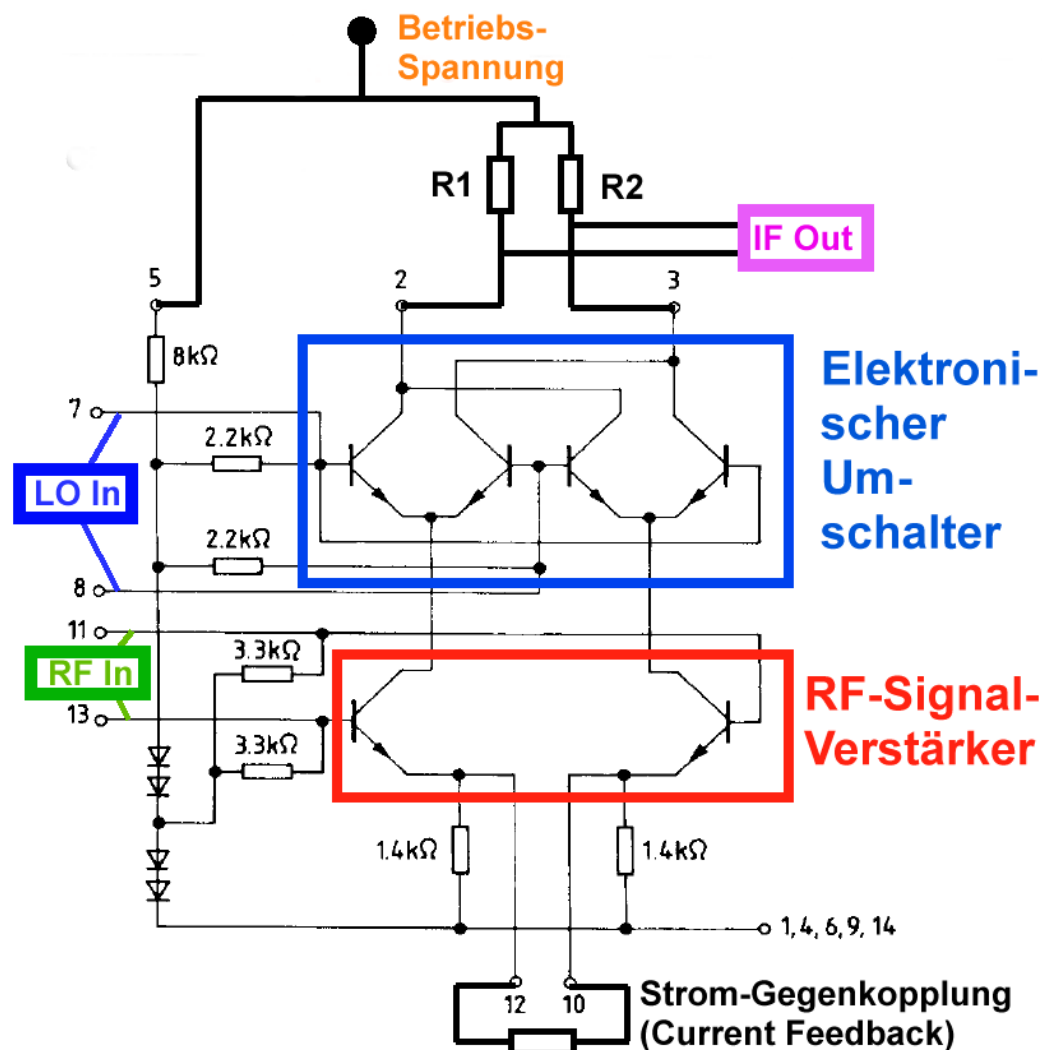 Betriebs-
Spannung
R1
R2
IF Out
5
2
3
8kΩ
Elektroni-
scher
Um-
schalter
7
2.2kΩ
LO In
2.2kΩ
8
11
3.3kΩ
RF In
RF-Signal-
Verstärker
13
3.3kΩ
1.4kΩ
1.4kΩ
1,4,6,9,14
12
10
Strom-Gegenkopplung
(Current Feedback)